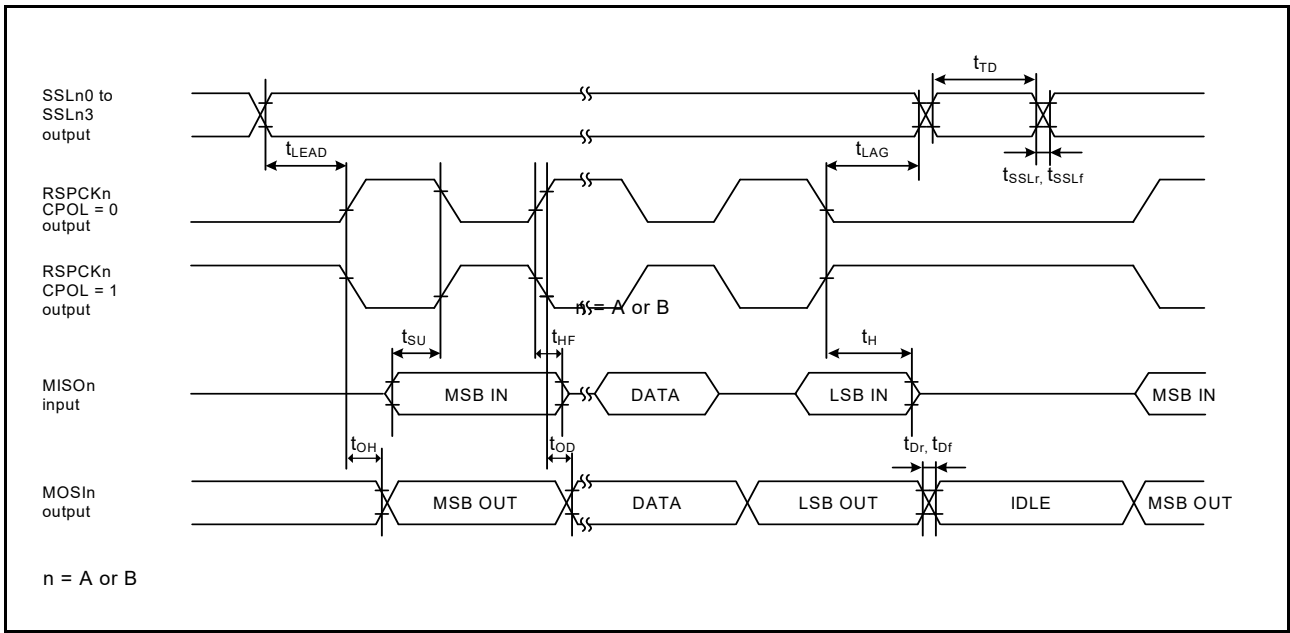 tTD
SSLn0 to
SSLn3
output
tLEAD
tLAG
tSSLr, tSSLf
RSPCKn
CPOL = 0
output
RSPCKn
CPOL = 1
output
n = A or B
tSU
tHF
tH
MISOn
input
MSB IN
DATA
LSB IN
MSB IN
tOH
tOD
tDr, tDf
MOSIn
output
MSB OUT
DATA
LSB OUT
IDLE
MSB OUT
n = A or B